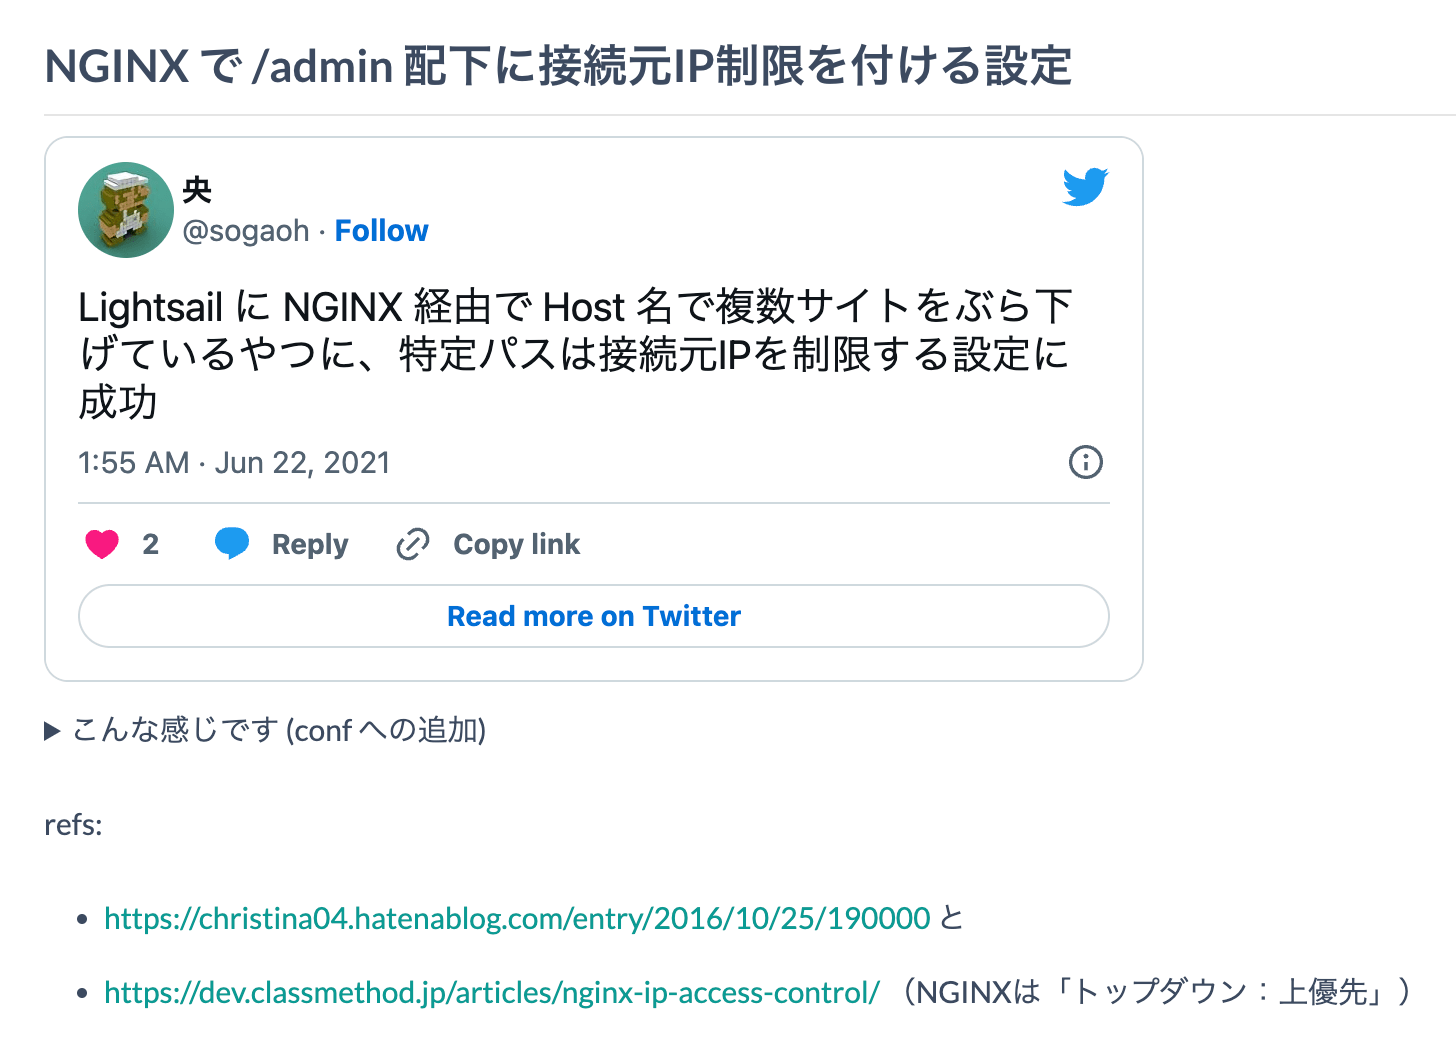 NGINX で /admin 配下に接続元IP制限を付ける設定
央
@sogaoh · Follow
Lightsail に NGINX 経由で Host 名で複数サイトをぶら下
げているやつに、特定パスは接続元IPを制限する設定に
成功
1:55 AM · Jun 22, 2021
2 Reply Copy link
Read more on Twitter
▶ こんな感じです (conf への追加)
refs:
• https://christina04.hatenablog.com/entry/2016/10/25/190000 と
• https://dev.classmethod.jp/articles/nginx-ip-access-control/ （NGINXは「トップダウン：上優先」）